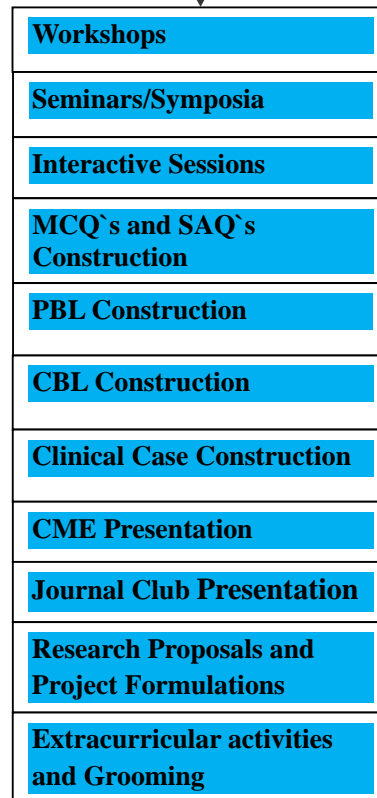 Workshops
Seminars/Symposia
Interactive Sessions
MCQ`s and SAQ`s
Construction
PBL Construction
CBL Construction
Clinical Case Construction
CME Presentation
Journal Club Presentation
Research Proposals and
Project Formulations
Extracurricular activities
and Grooming